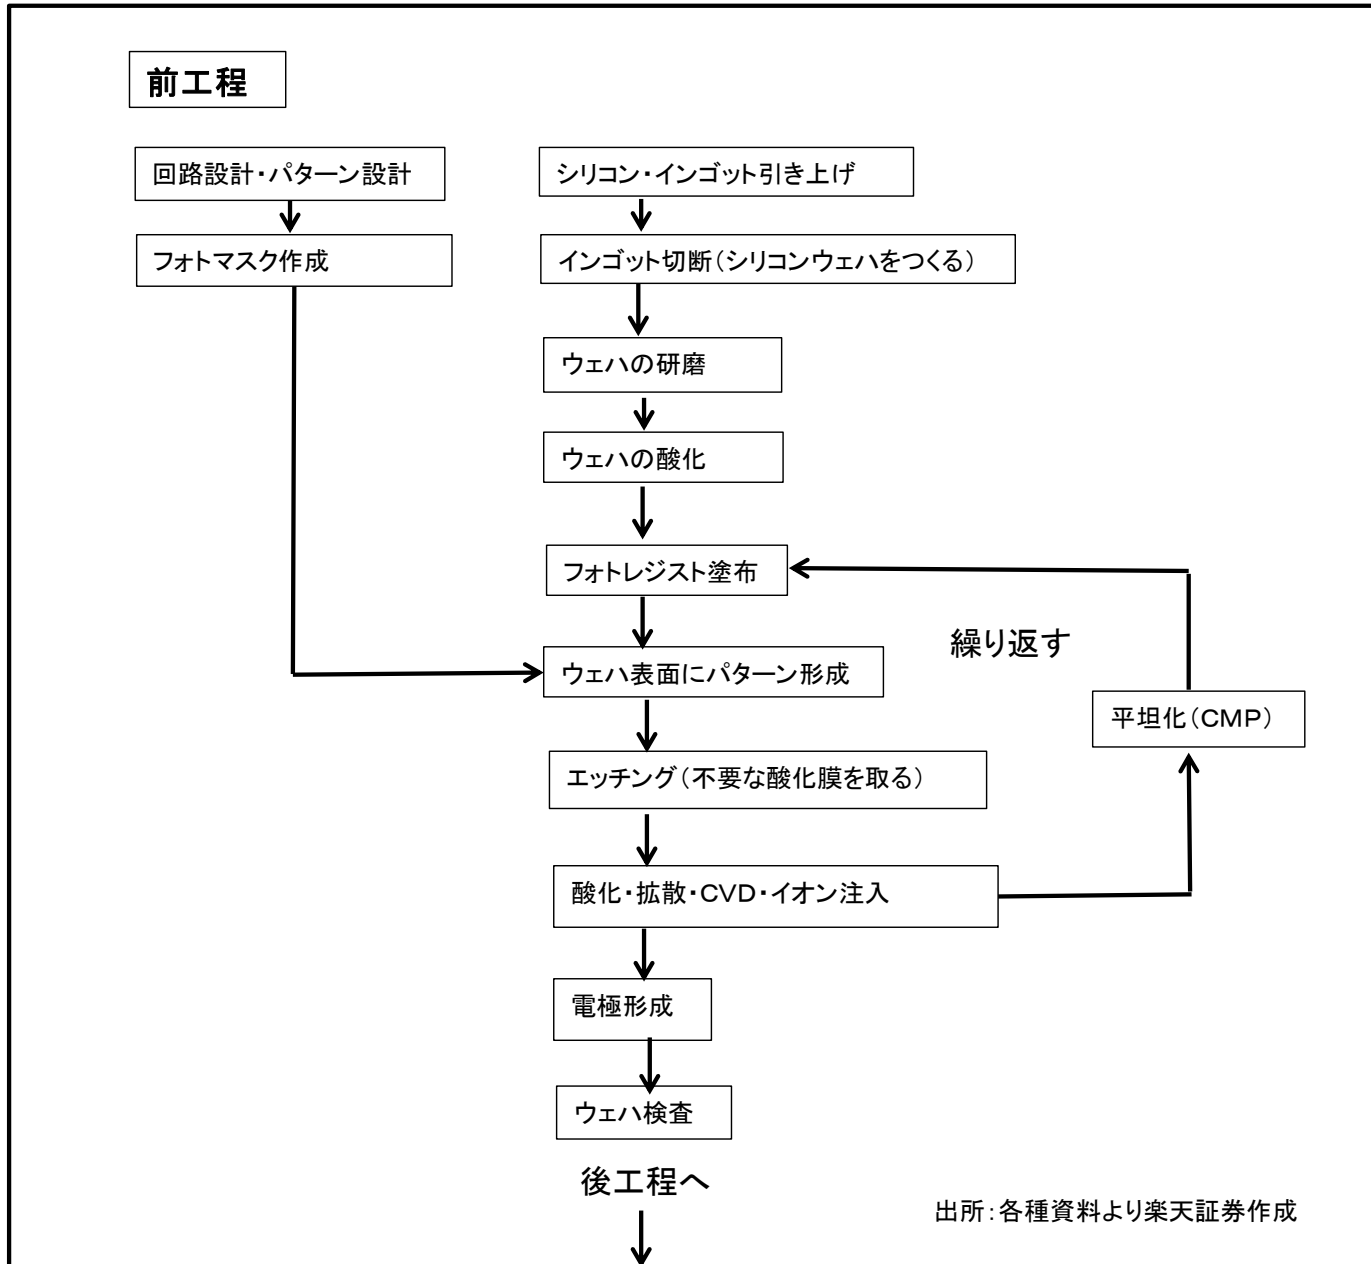 前工程
回路設計・パターン設計
シリコン・インゴット引き上げ
フォトマスク作成
インゴット切断（シリコンウェハをつくる）
ウェハの研磨
ウェハの酸化
フォトレジスト塗布
繰り返す
ウェハ表面にパターン形成
平坦化（CMP）
エッチング（不要な酸化膜を取る）
酸化・拡散・CVD・イオン注入
電極形成
ウェハ検査
後工程へ
出所：各種資料より楽天証券作成